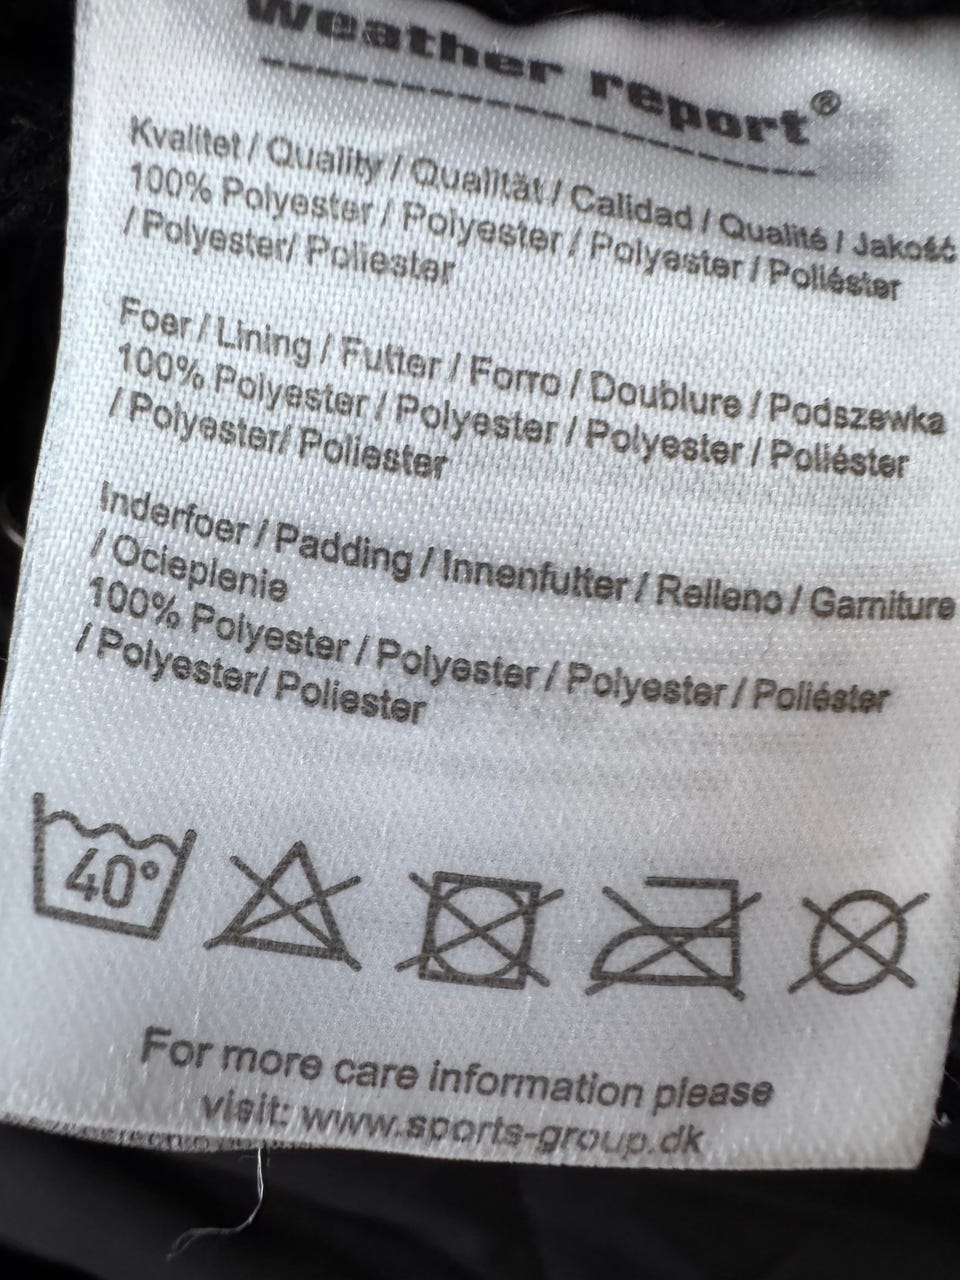 weather report®
Kvalitet / Quality / Qualität / Calidad / Qualité / Jakość
100% Polyester / Polyester / Polyester / Poliéster
/ Polyester/ Poliester
Foer / Lining / Futter / Forro / Doublure / Podszewka
100% Polyester / Polyester / Polyester / Poliéster
/ Polyester/ Poliester
Inderfoer / Padding / Innenfutter / Relleno / Garniture
/ Ocieplenie
100% Polyester / Polyester / Polyester / Poliéster
/ Polyester/ Poliester
40°
For more care information please
visit: www.sports-group.dk